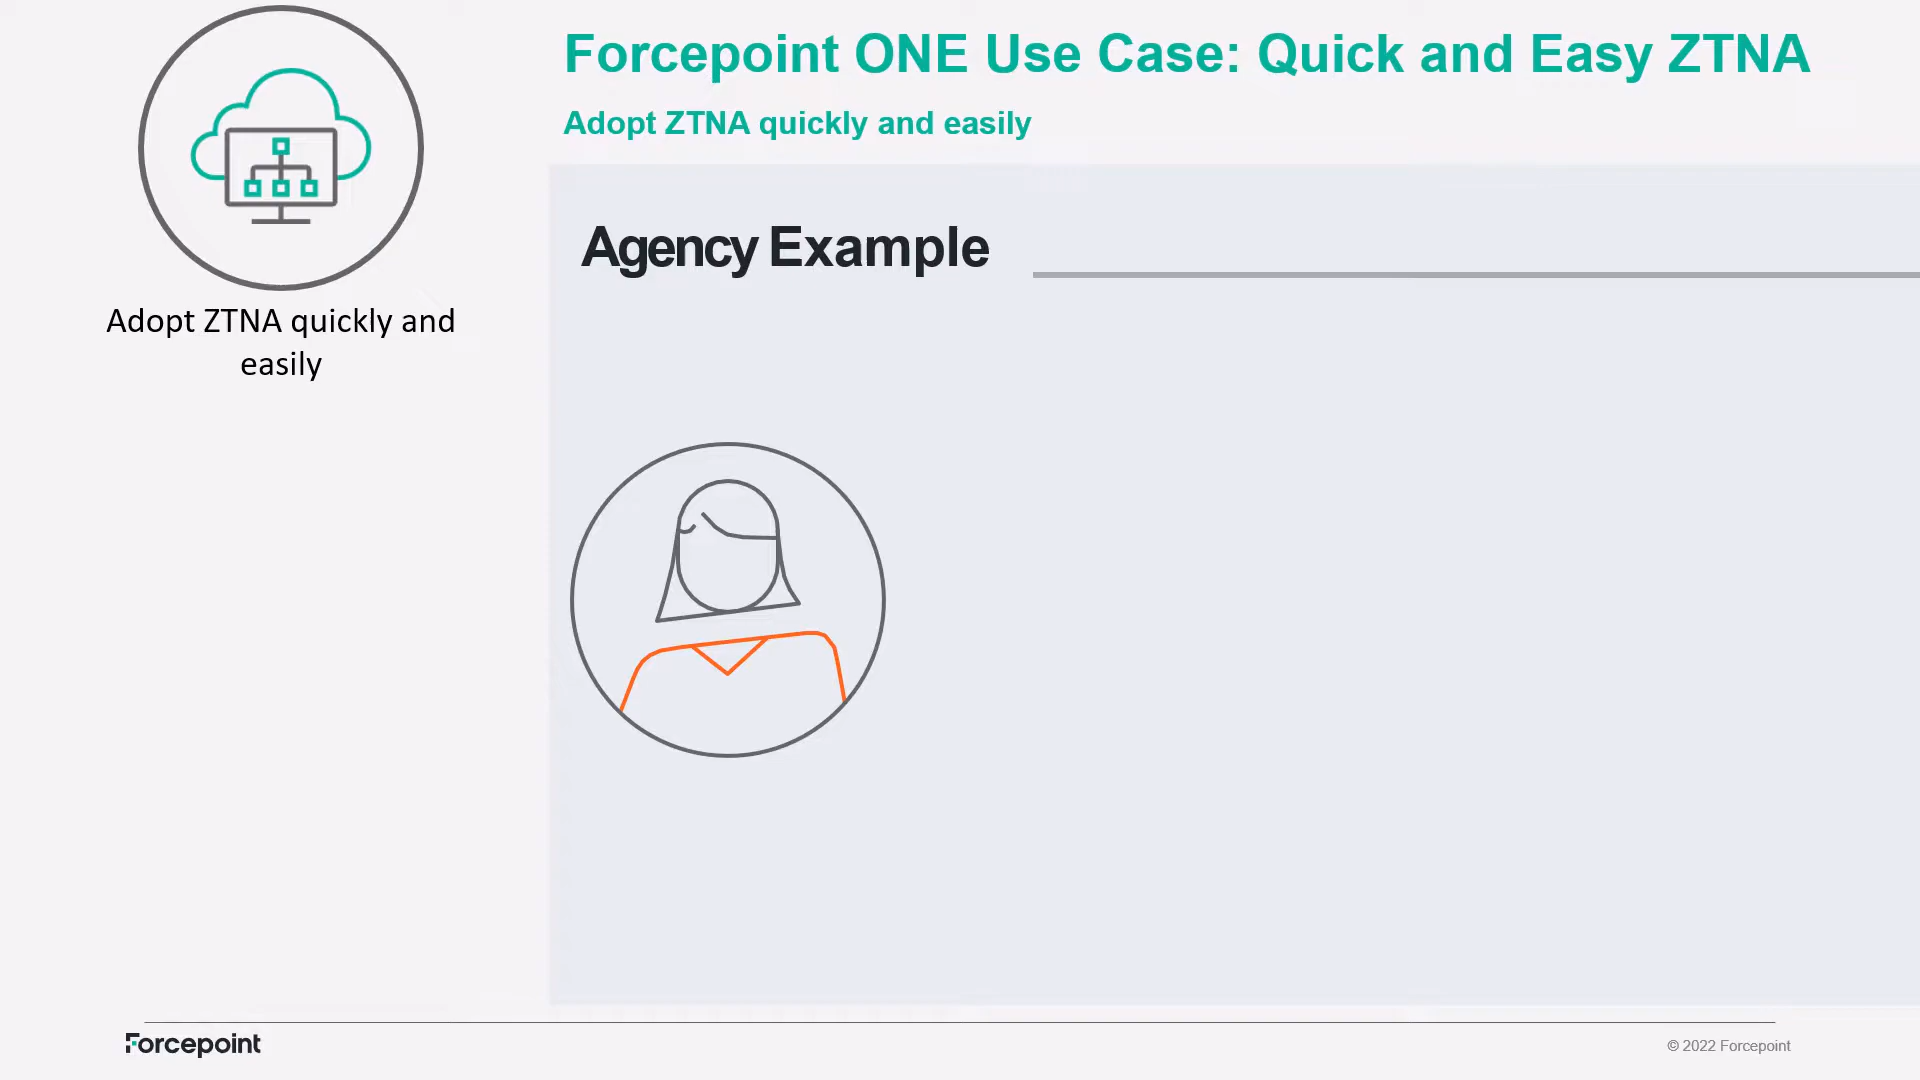 Forcepoint ONE Use Case: Quick and Easy ZTNA
Adopt ZTNA quickly and easily
Adopt ZTNA quickly and
easily
Agency Example
Forcepoint
© 2022 Forcepoint